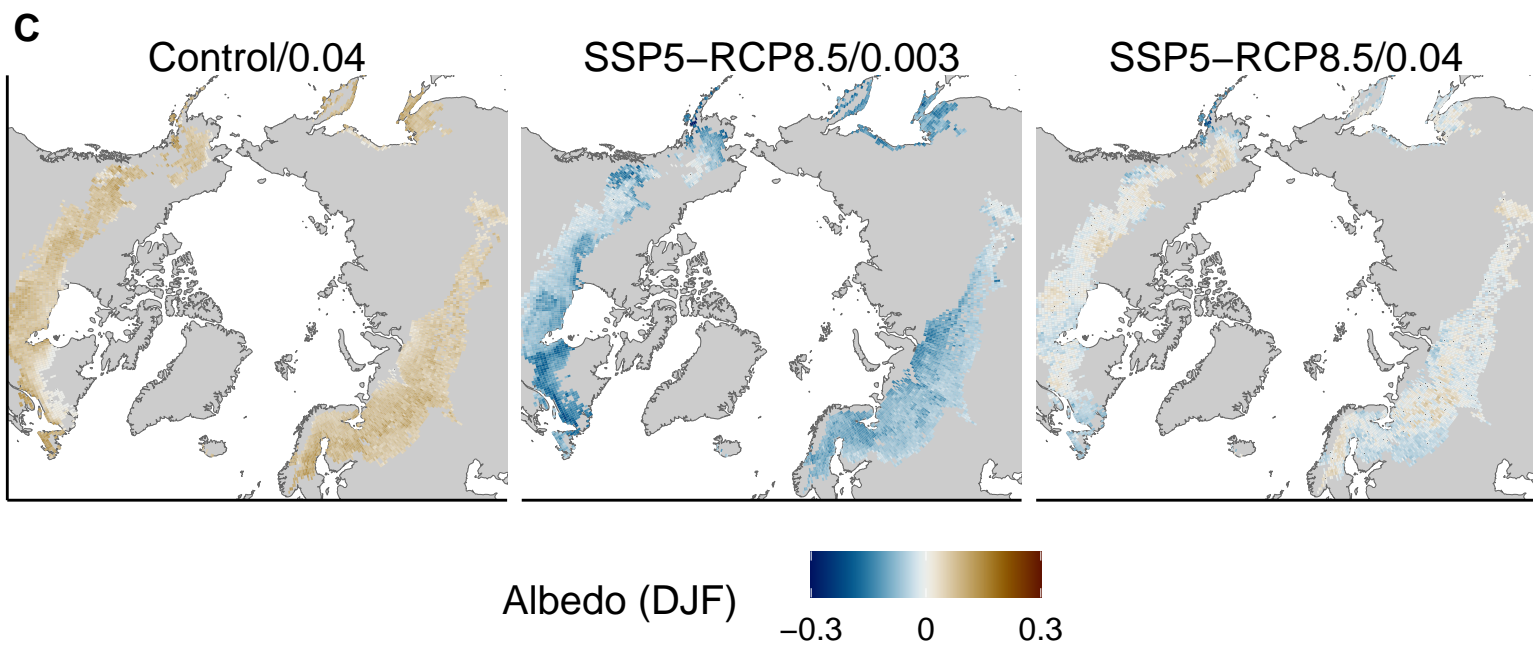 C
Control/0.04
SSP5−RCP8.5/0.003
SSP5−RCP8.5/0.04
Albedo (DJF)
−0.3 0 0.3